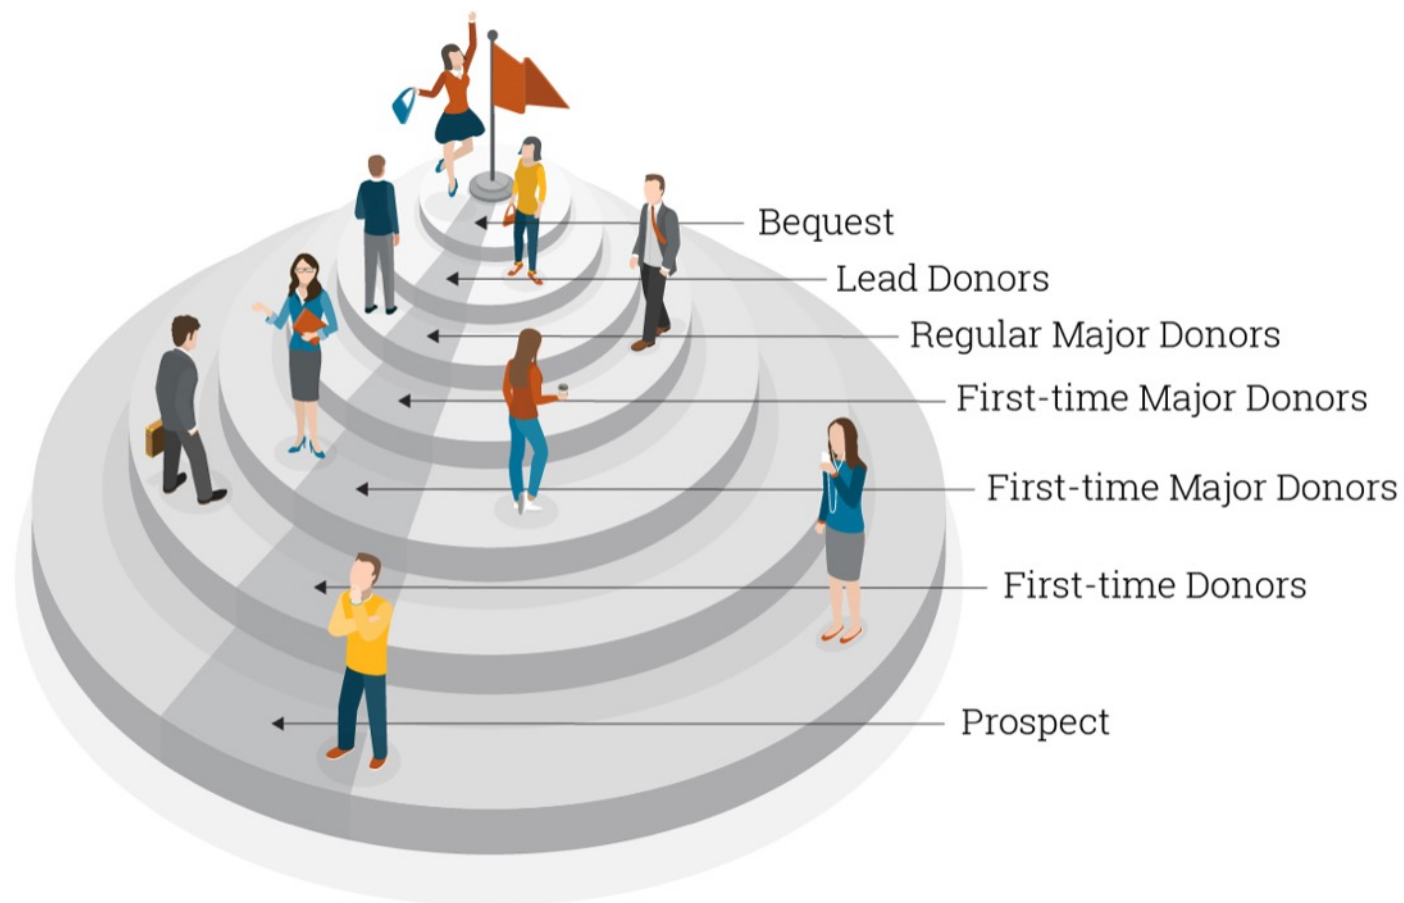 Bequest
Lead Donors
Regular Major Donors
First-time Major Donors
First-time Major Donors
First-time Donors
Prospect